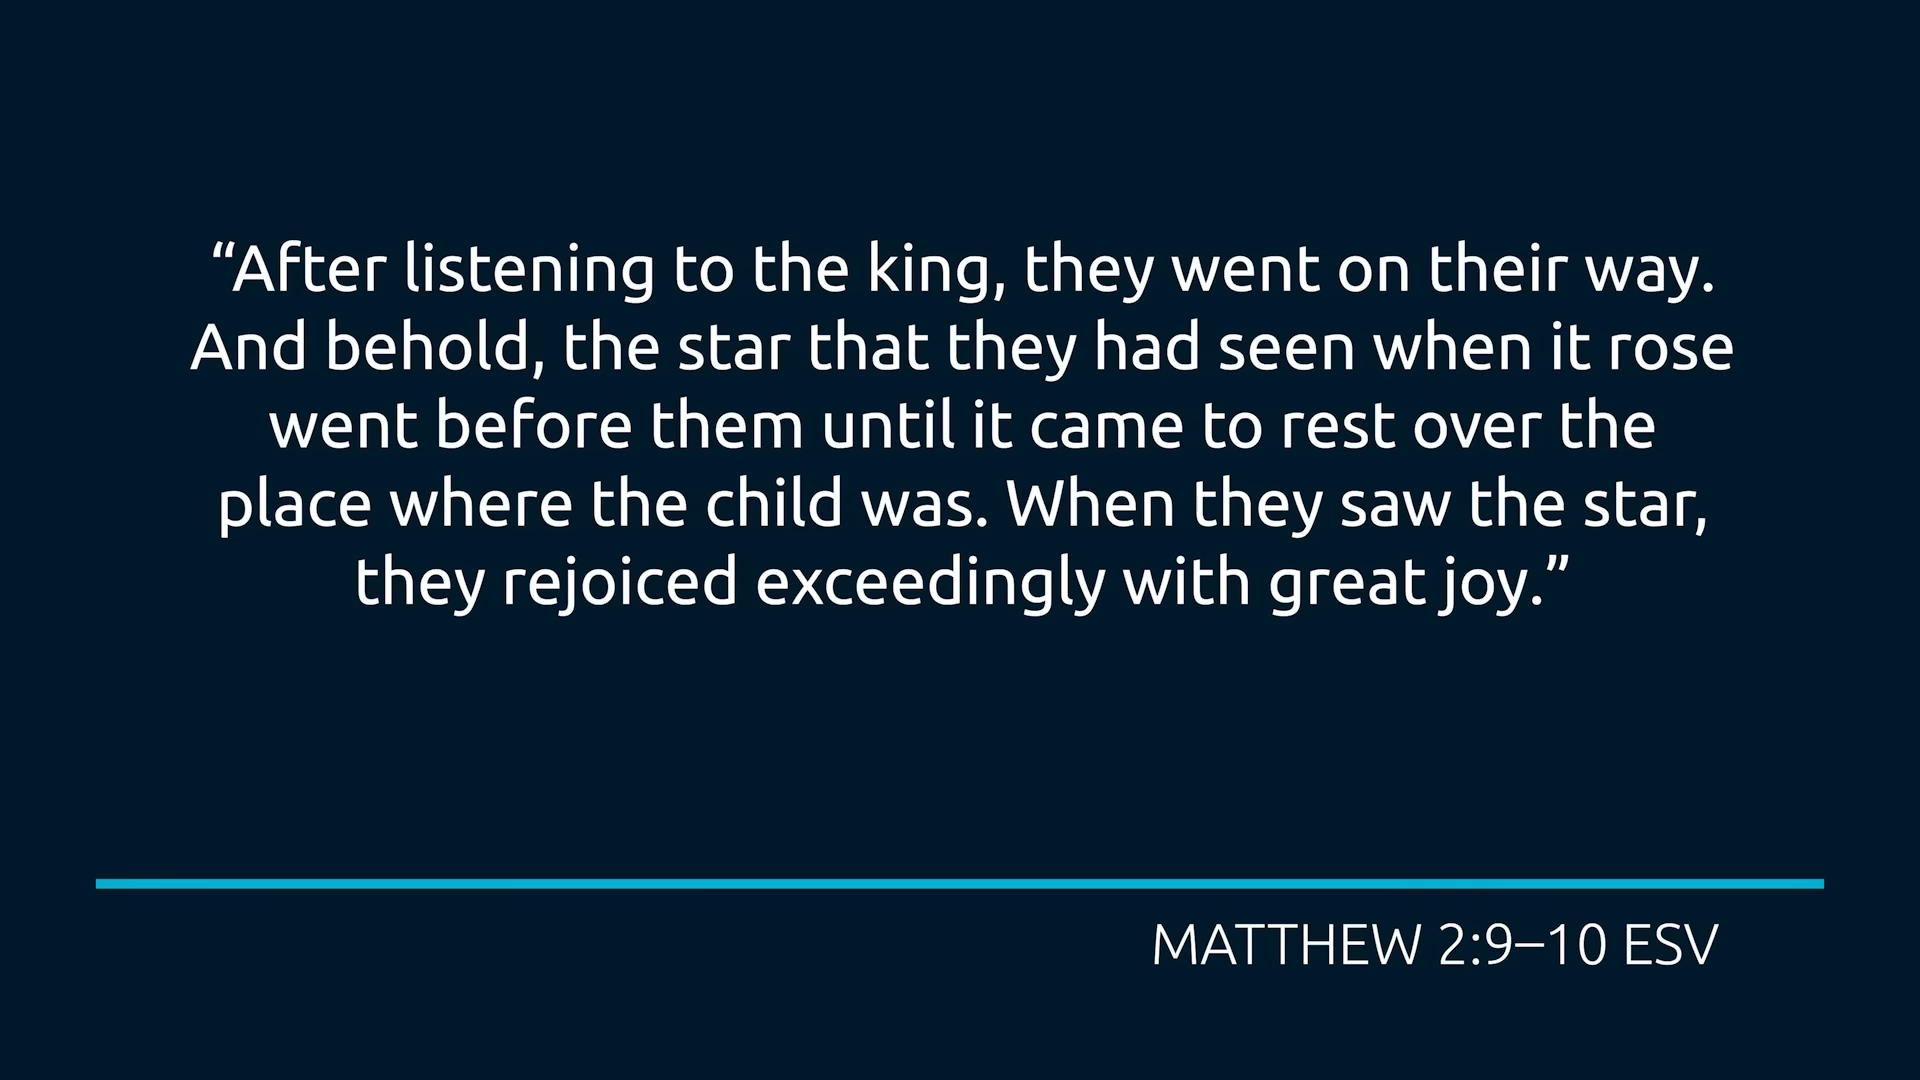 “After listening to the king, they went on their way.
And behold, the star that they had seen when it rose
went before them until it came to rest over the
place where the child was. When they saw the star,
they rejoiced exceedingly with great joy.”
MATTHEW 2:9–10 ESV